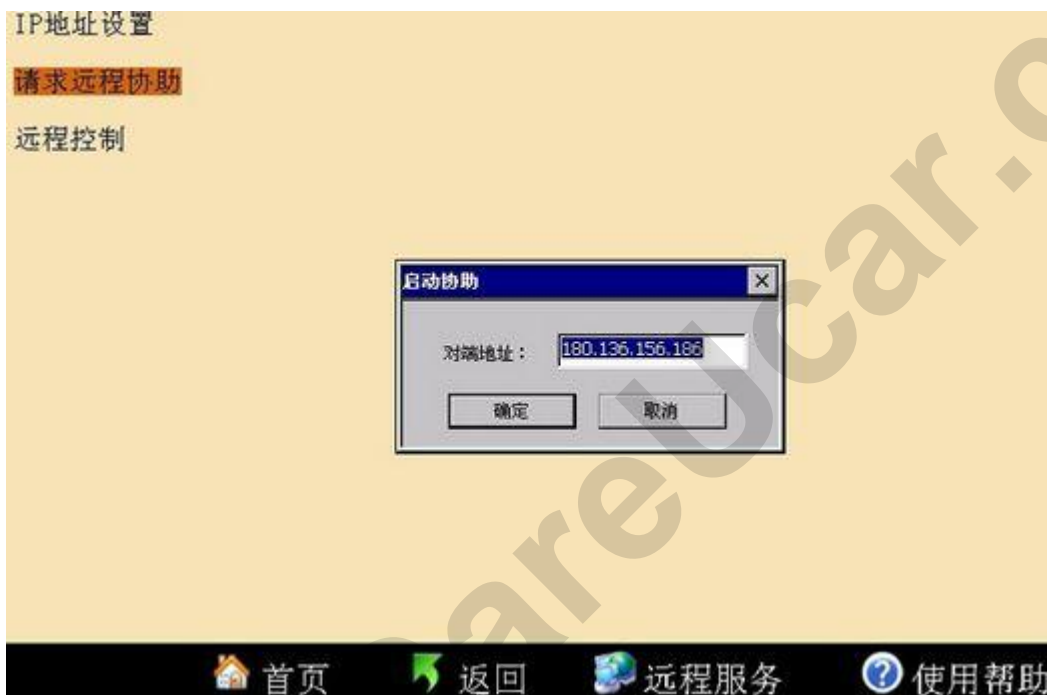 IP地址设置
请求远程协助
远程控制
启动协助
对端地址：
180.136.156.186
确定
取消
首页
返回
远程服务
使用帮助
areUcar.c